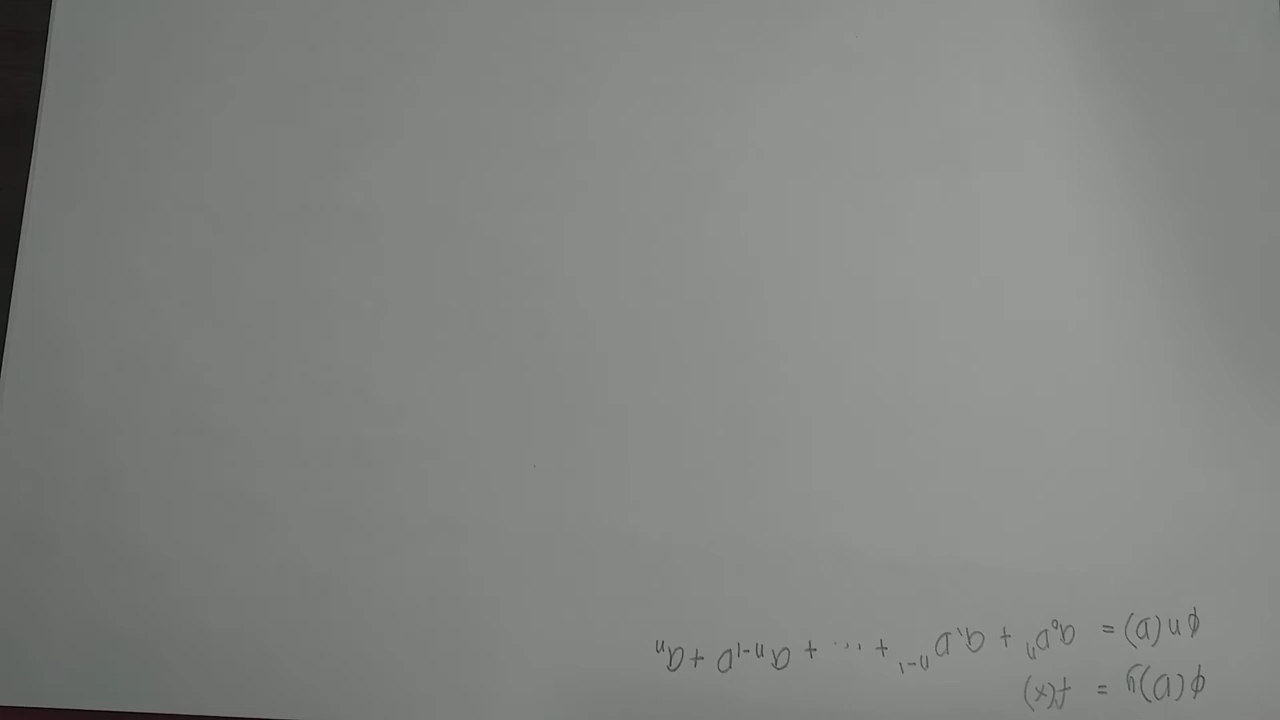 ϕ(D)y = f(x)
ϕn(D) = a₀Dⁿ + a₁Dⁿ⁻¹ + ... + aₙ₋₁D + aₙ